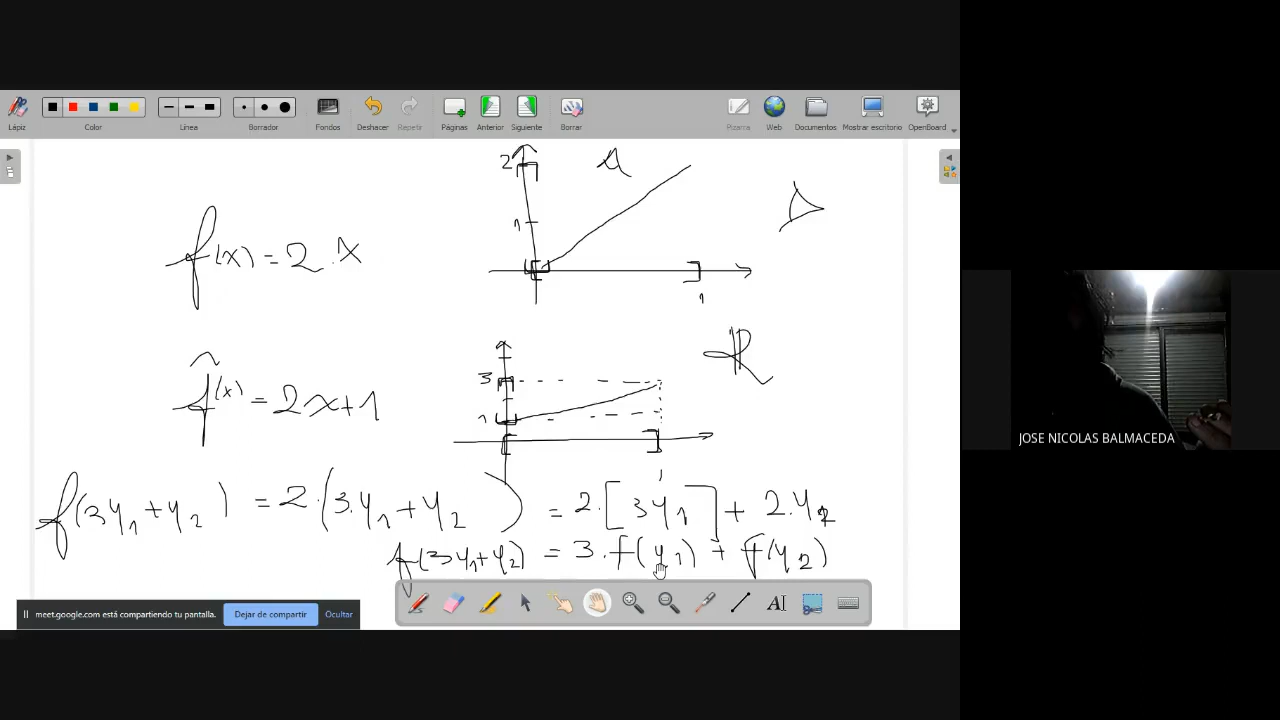 Lápiz Color Línea Borrador Fondos Deshacer Repetir Páginas Anterior Siguiente Borrar Pizarra Web Documentos Mostrar escritorio OpenBoard
2
1
1
f(x) = 2 . x
ℝ
3
1
1
f̂(x) = 2x+1
f(3y₁+y₂) = 2·(3.y₁+y₂) = 2·[3y₁] + 2.y₂
f(3y₁+y₂) = 3·f(y₁) + f(y₂)
JOSE NICOLAS BALMACEDA
meet.google.com está compartiendo tu pantalla. Dejar de compartir Ocultar
AI